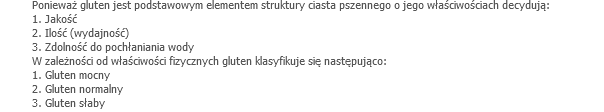 Ponieważ gluten jest podstawowym elementem struktury ciasta pszennego o jego właściwościach decydują:
1. Jakość
2. Ilość (wydajność)
3. Zdolność do pochłaniania wody
W zależności od właściwości fizycznych gluten klasyfikuje się następująco:
1. Gluten mocny
2. Gluten normalny
3. Gluten słaby